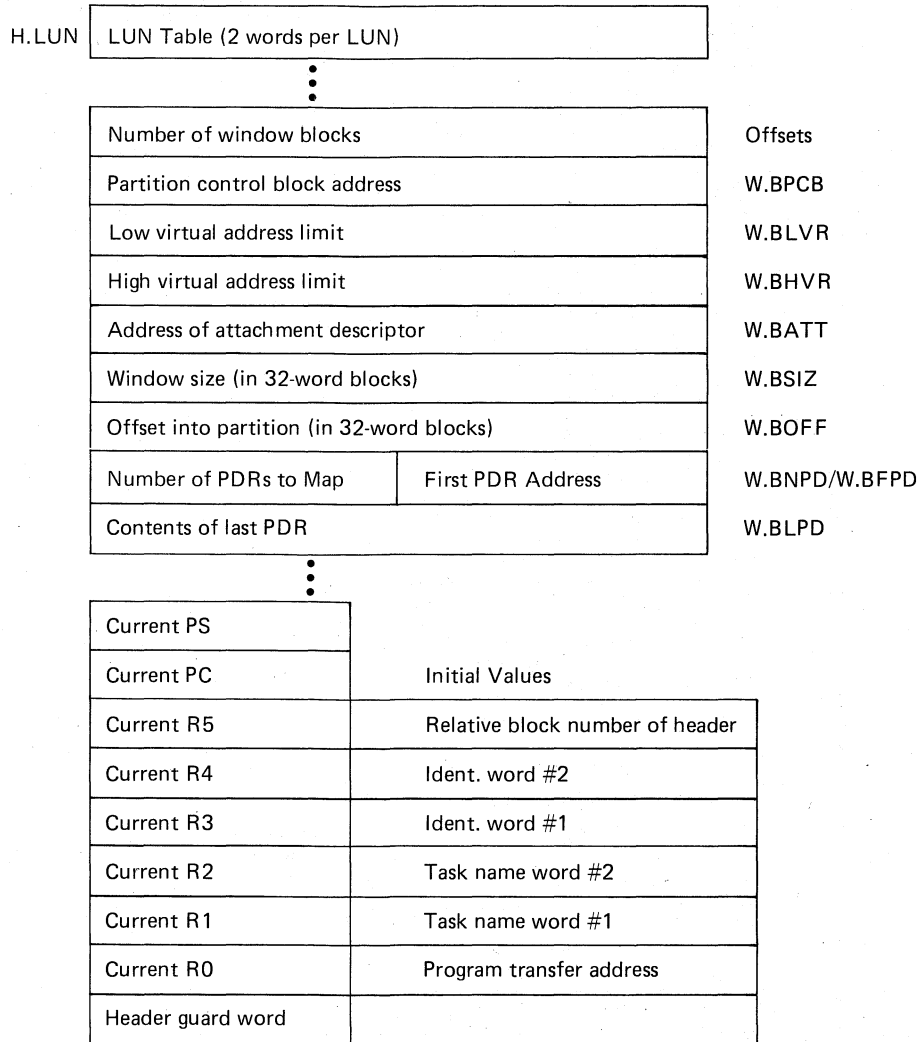 H.LUN LUN Table (2 words per LUN)
Number of window blocks Offsets
Partition control block address W.BPCB
Low virtual address limit W.BLVR
High virtual address limit W.BHVR
Address of attachment descriptor W.BATT
Window size (in 32-word blocks) W.BSIZ
Offset into partition (in 32-word blocks) W.BOFF
Number of PDRs to Map First PDR Address W.BNPD/W.BFPD
Contents of last PDR W.BLPD
Current PS
Current PC Initial Values
Current R5 Relative block number of header
Current R4 Ident. word #2
Current R3 Ident. word #1
Current R2 Task name word #2
Current R1 Task name word #1
Current R0 Program transfer address
Header guard word